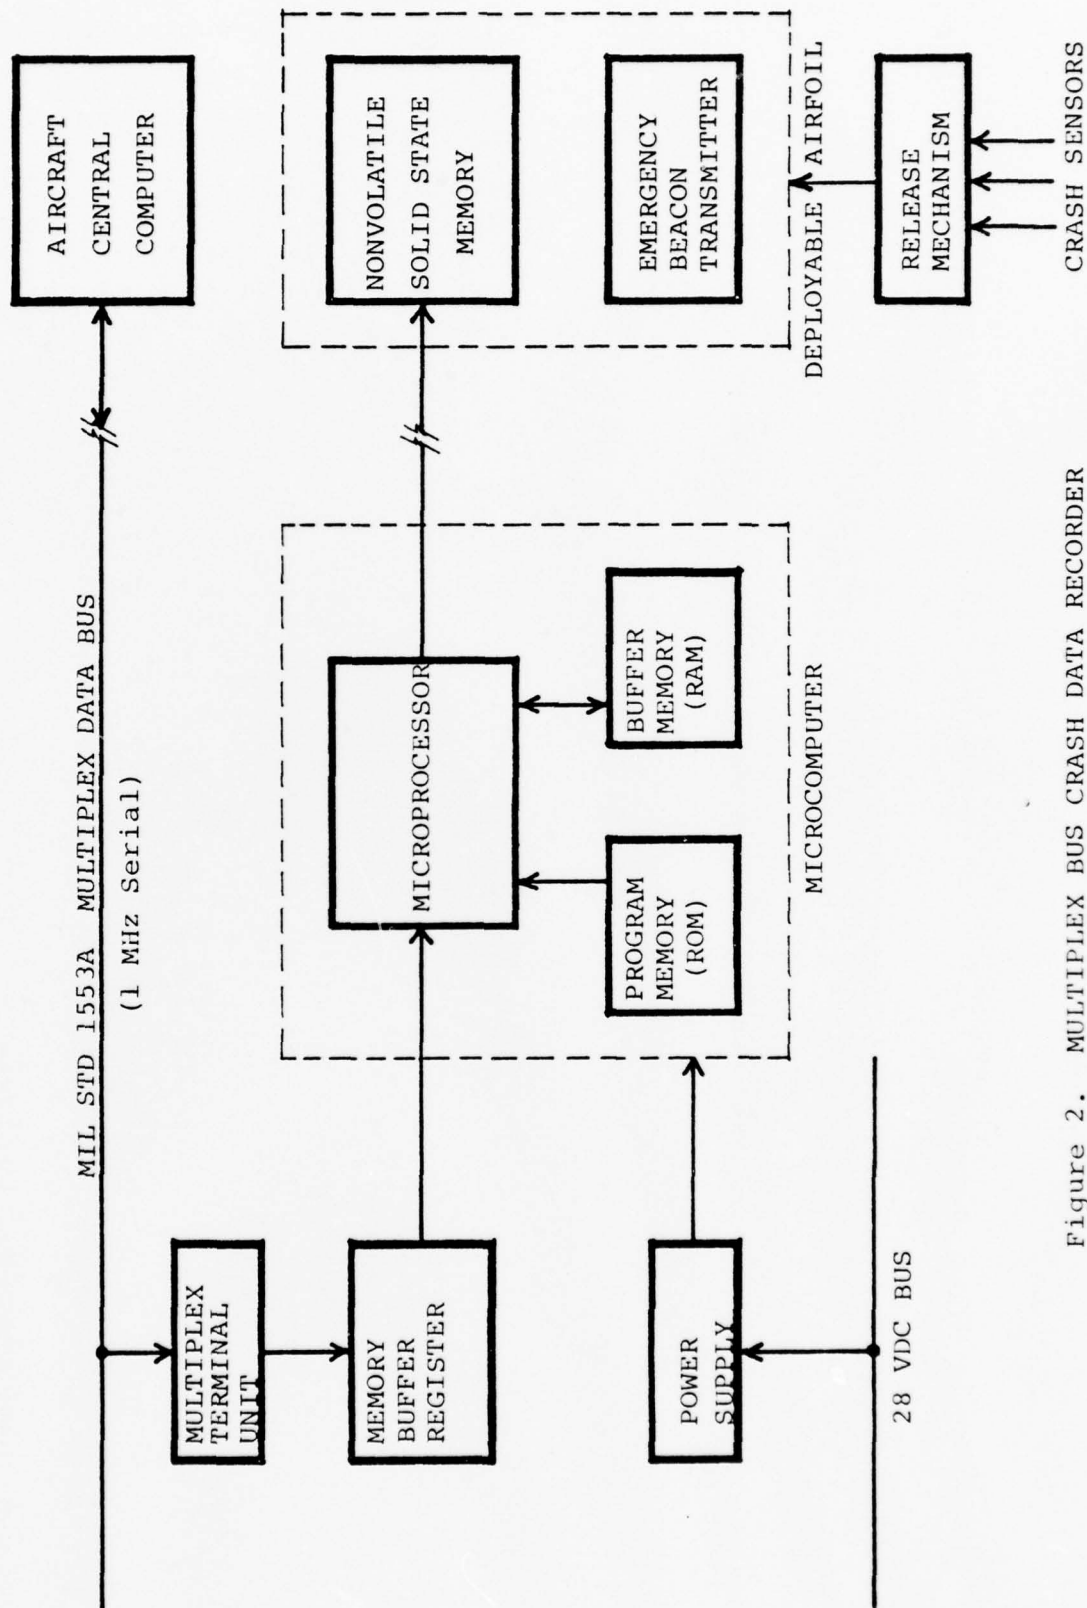 MIL STD 1553A MULTIPLEX DATA BUS
(1 MHz Serial)
AIRCRAFT
CENTRAL
COMPUTER
MULTIPLEX
TERMINAL
UNIT
MEMORY
BUFFER
REGISTER
MICROPROCESSOR
NONVOLATILE
SOLID STATE
MEMORY
POWER
SUPPLY
PROGRAM
MEMORY
(ROM)
BUFFER
MEMORY
(RAM)
EMERGENCY
BEACON
TRANSMITTER
MICROCOMPUTER
DEPLOYABLE AIRFOIL
28 VDC BUS
RELEASE
MECHANISM
CRASH SENSORS
Figure 2. MULTIPLEX BUS CRASH DATA RECORDER